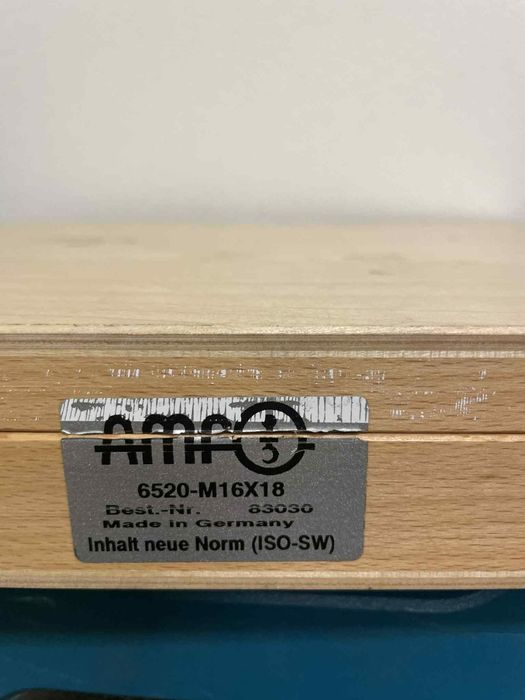 AMF
6520-M16X18
Best.-Nr. 83030
Made in Germany
Inhalt neue Norm (ISO-SW)